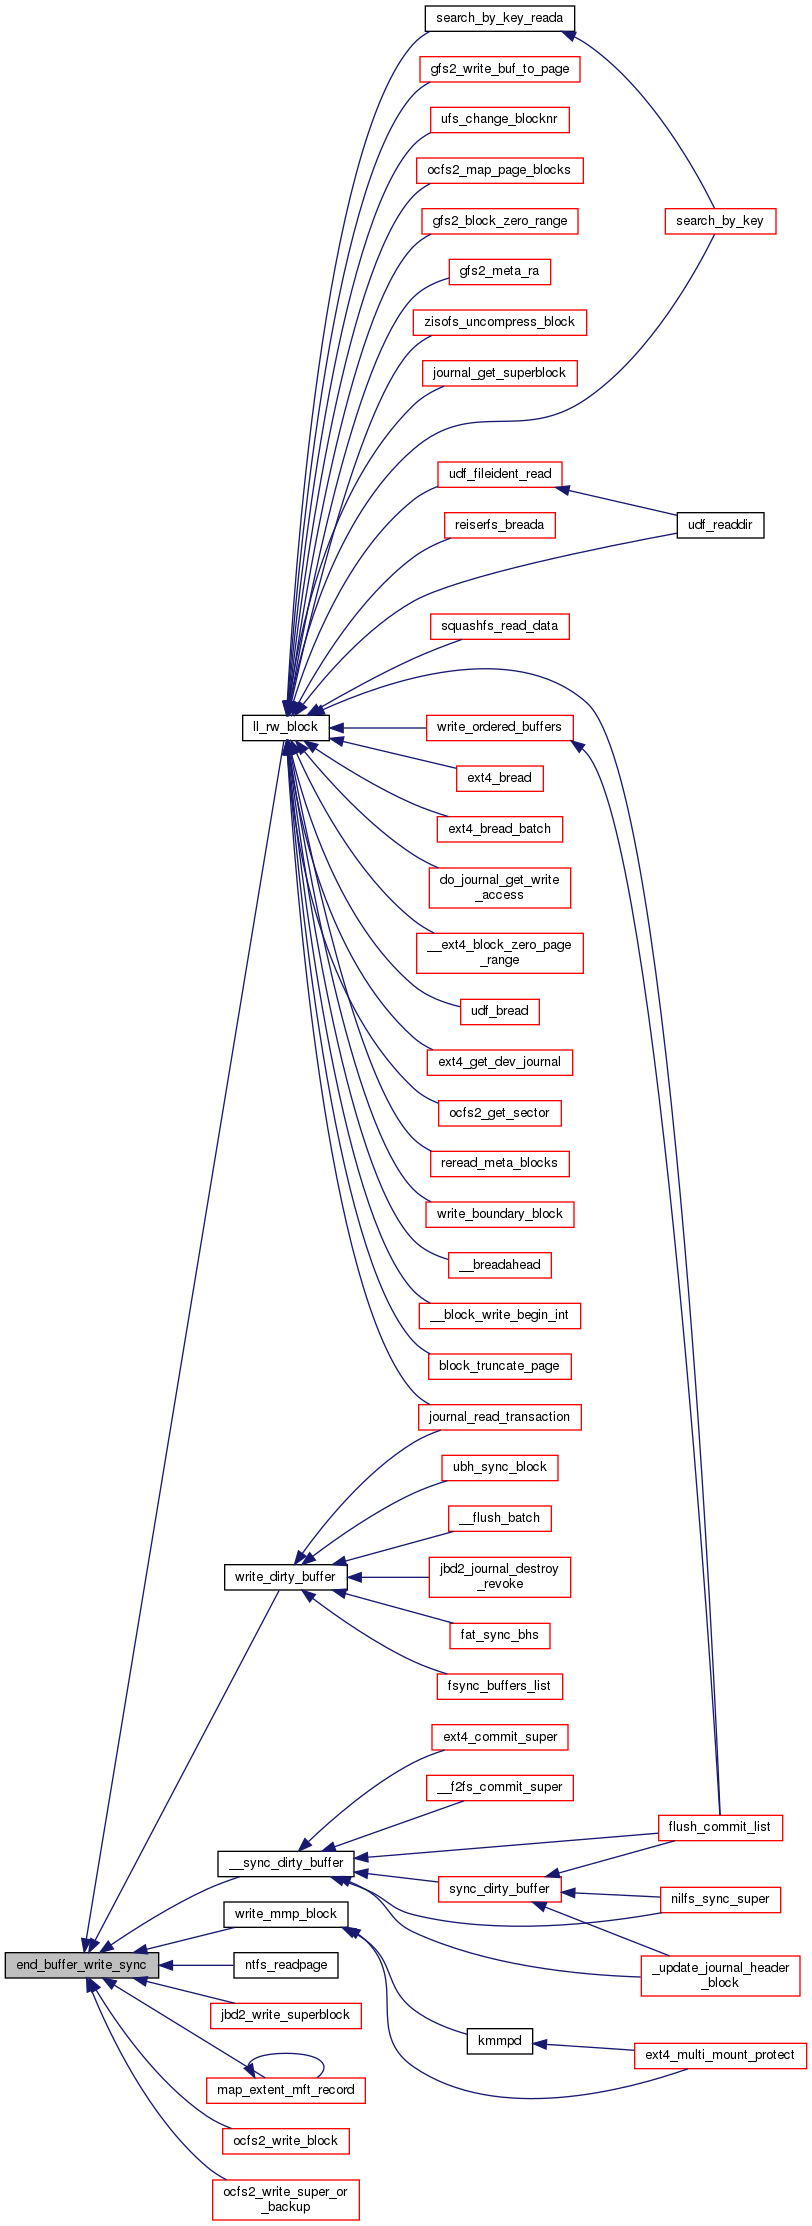 search_by_key_reada
gfs2_write_buf_to_page
ufs_change_blocknr
ocfs2_map_page_blocks
gfs2_block_zero_range
search_by_key
gfs2_meta_ra
zisofs_uncompress_block
journal_get_superblock
udf_fileident_read
reiserfs_breada
udf_readdir
squashfs_read_data
ll_rw_block
write_ordered_buffers
ext4_bread
ext4_bread_batch
do_journal_get_write
_access
__ext4_block_zero_page
_range
udf_bread
ext4_get_dev_journal
ocfs2_get_sector
reread_meta_blocks
write_boundary_block
__breadahead
__block_write_begin_int
block_truncate_page
journal_read_transaction
ubh_sync_block
__flush_batch
write_dirty_buffer
jbd2_journal_destroy
_revoke
fat_sync_bhs
fsync_buffers_list
ext4_commit_super
__f2fs_commit_super
flush_commit_list
__sync_dirty_buffer
sync_dirty_buffer
nilfs_sync_super
write_mmp_block
end_buffer_write_sync
ntfs_readpage
_update_journal_header
_block
jbd2_write_superblock
kmmpd
ext4_multi_mount_protect
map_extent_mft_record
ocfs2_write_block
ocfs2_write_super_or
_backup